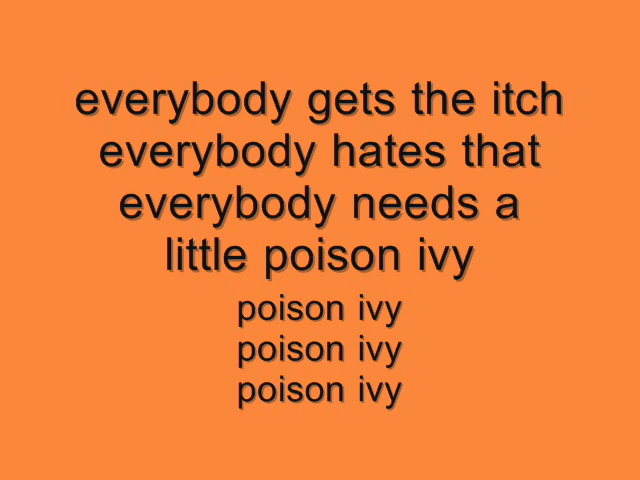 everybody gets the itch
everybody hates that
everybody needs a
little poison ivy
poison ivy
poison ivy
poison ivy